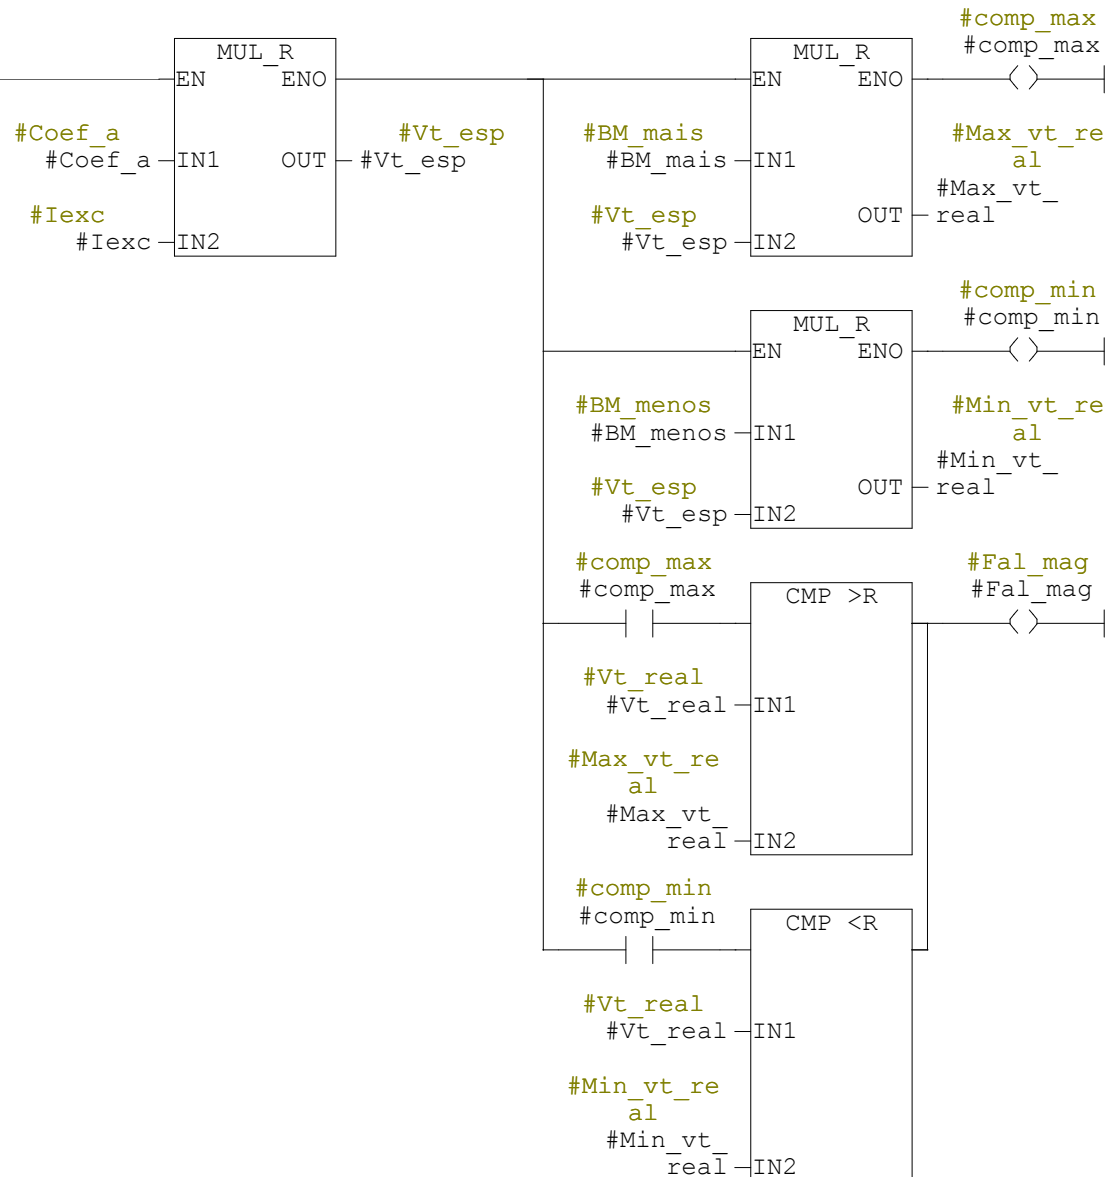 #comp_max
#comp_max
MUL_R
EN ENO
#Coef_a
#Coef_a
IN1 OUT
#Vt_esp
#Vt_esp
#Iexc
#Iexc
IN2
MUL_R
EN ENO
#BM_mais
#BM_mais
IN1
#Max_vt_re
al
#Max_vt_
real
OUT
#Vt_esp
#Vt_esp
IN2
#comp_min
#comp_min
MUL_R
EN ENO
#BM_menos
#BM_menos
IN1
#Min_vt_re
al
#Min_vt_
real
OUT
#Vt_esp
#Vt_esp
IN2
#comp_max
#comp_max
CMP >R
#Fal_mag
#Fal_mag
#Vt_real
#Vt_real
IN1
#Max_vt_re
al
#Max_vt_
real
IN2
#comp_min
#comp_min
CMP <R
#Vt_real
#Vt_real
IN1
#Min_vt_re
al
#Min_vt_
real
IN2